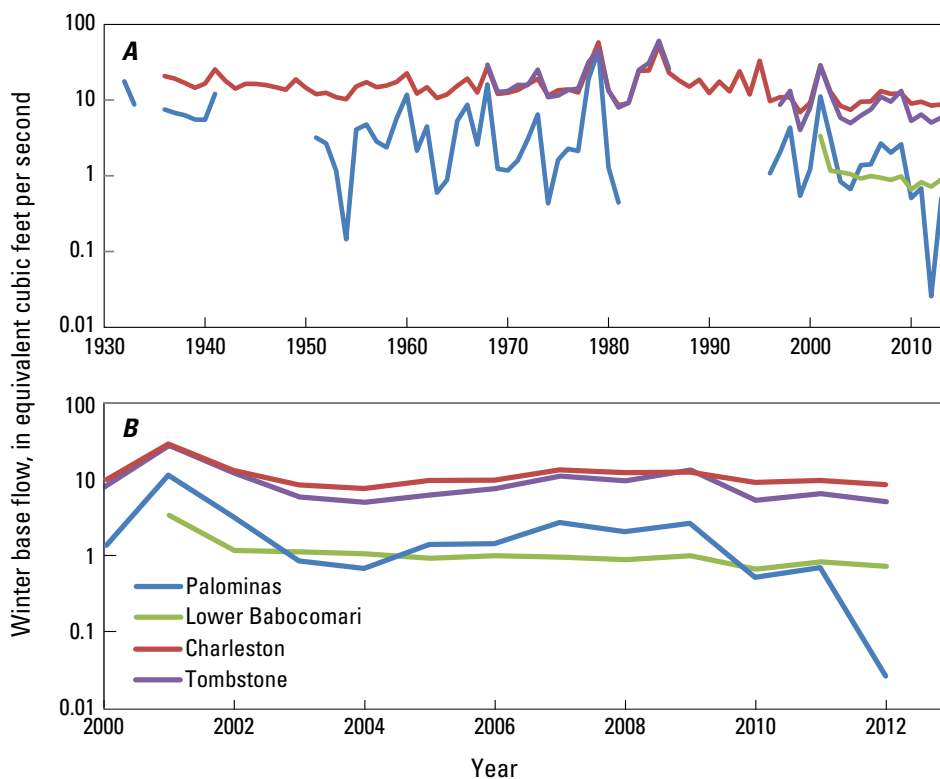 Winter base flow, in equivalent cubic feet per second
A
100
10
1
0.1
0.01
1930 1940 1950 1960 1970 1980 1990 2000 2010
B
100
10
1
0.1
0.01
Palominas
Lower Babocomari
Charleston
Tombstone
2000 2002 2004 2006 2008 2010 2012
Year